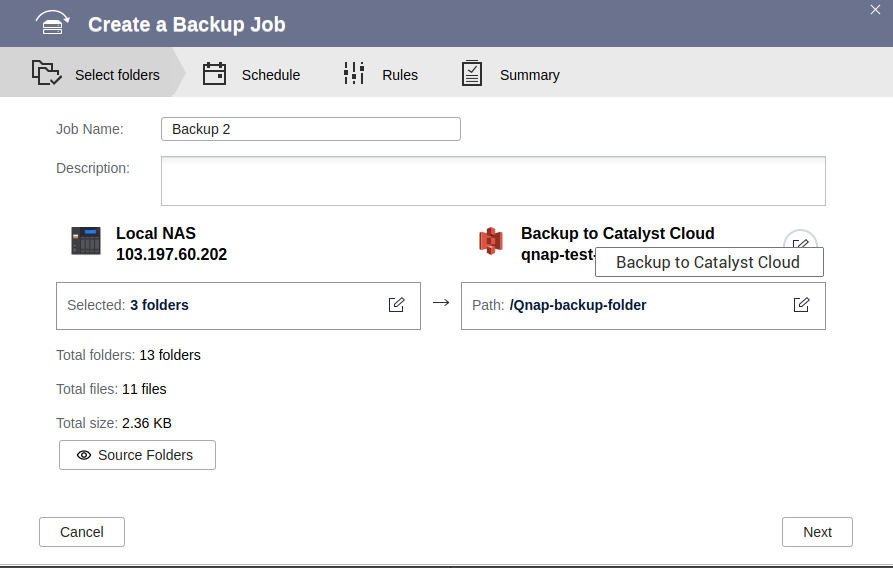 Create a Backup Job
Select folders
Schedule
Rules
Summary
Job Name:
Backup 2
Description:
Local NAS
103.197.60.202
Backup to Catalyst Cloud
qnap-test-
Backup to Catalyst Cloud
Selected: 3 folders
Path: /Qnap-backup-folder
Total folders: 13 folders
Total files: 11 files
Total size: 2.36 KB
Source Folders
Cancel
Next